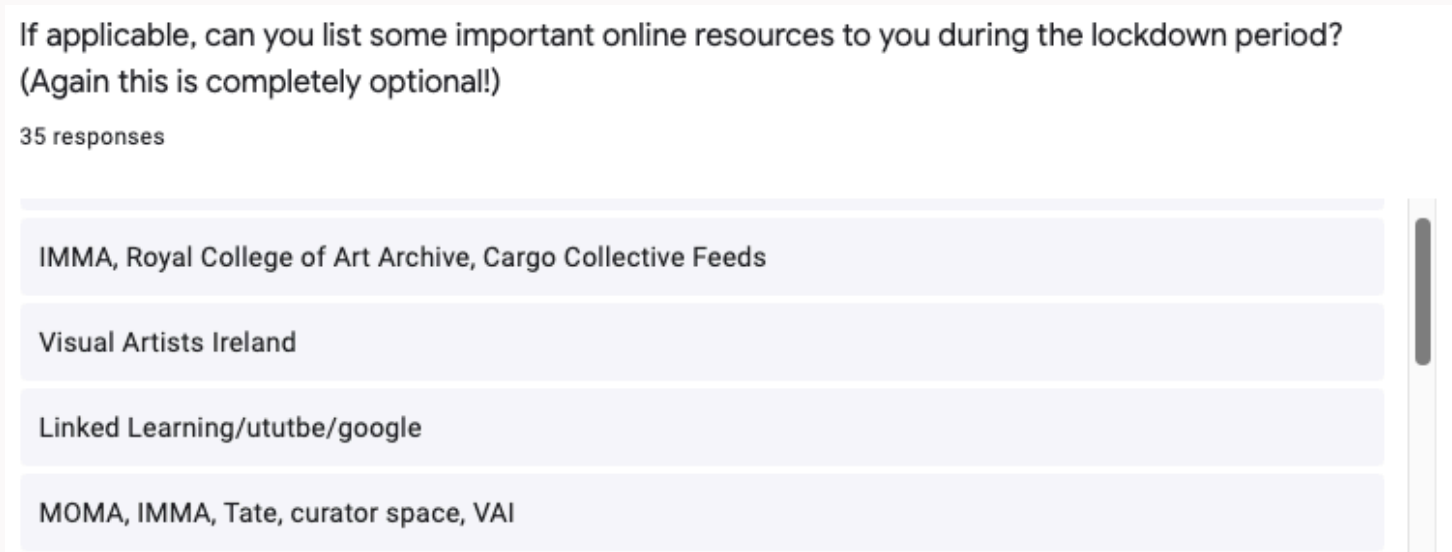 If applicable, can you list some important online resources to you during the lockdown period?
(Again this is completely optional!)
35 responses
IMMA, Royal College of Art Archive, Cargo Collective Feeds
Visual Artists Ireland
Linked Learning/ututbe/google
MOMA, IMMA, Tate, curator space, VAI